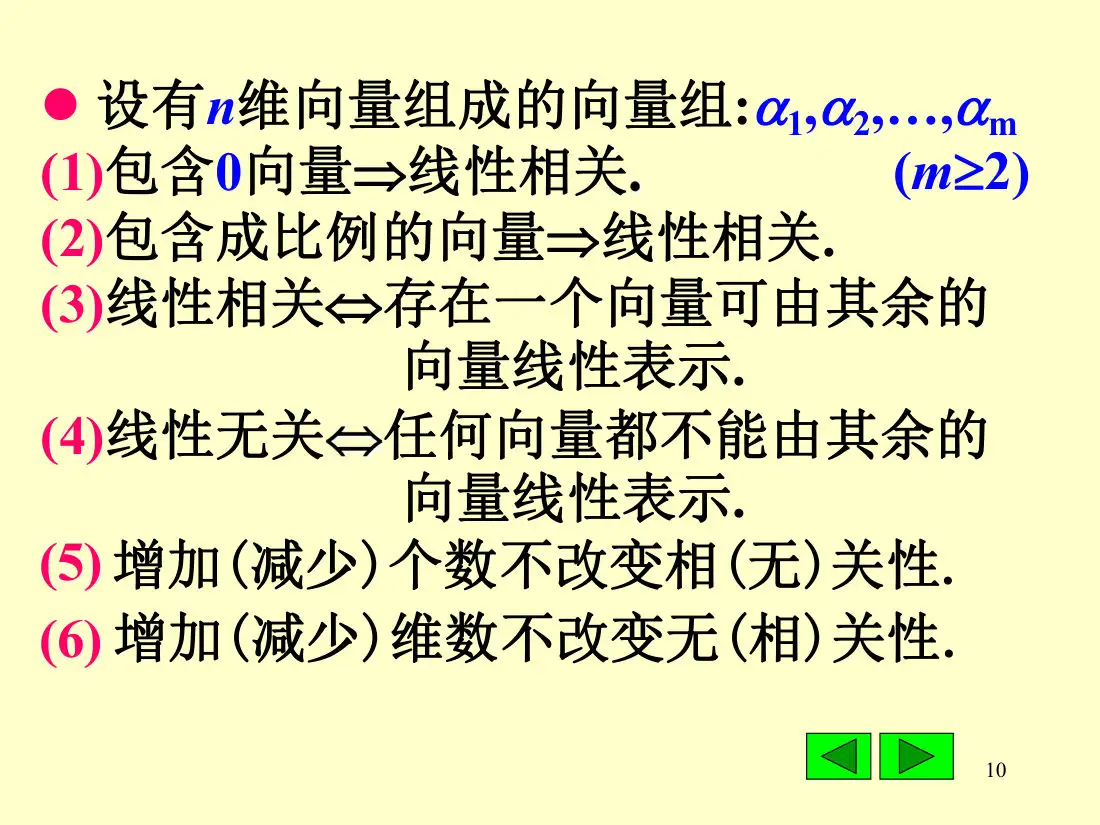 ● 设有n维向量组成的向量组:α1,α2,…,αm
(1)包含0向量⇒线性相关. (m≥2)
(2)包含成比例的向量⇒线性相关.
(3)线性相关⇔存在一个向量可由其余的
向量线性表示.
(4)线性无关⇔任何向量都不能由其余的
向量线性表示.
(5) 增加(减少)个数不改变相(无)关性.
(6) 增加(减少)维数不改变无(相)关性.
10